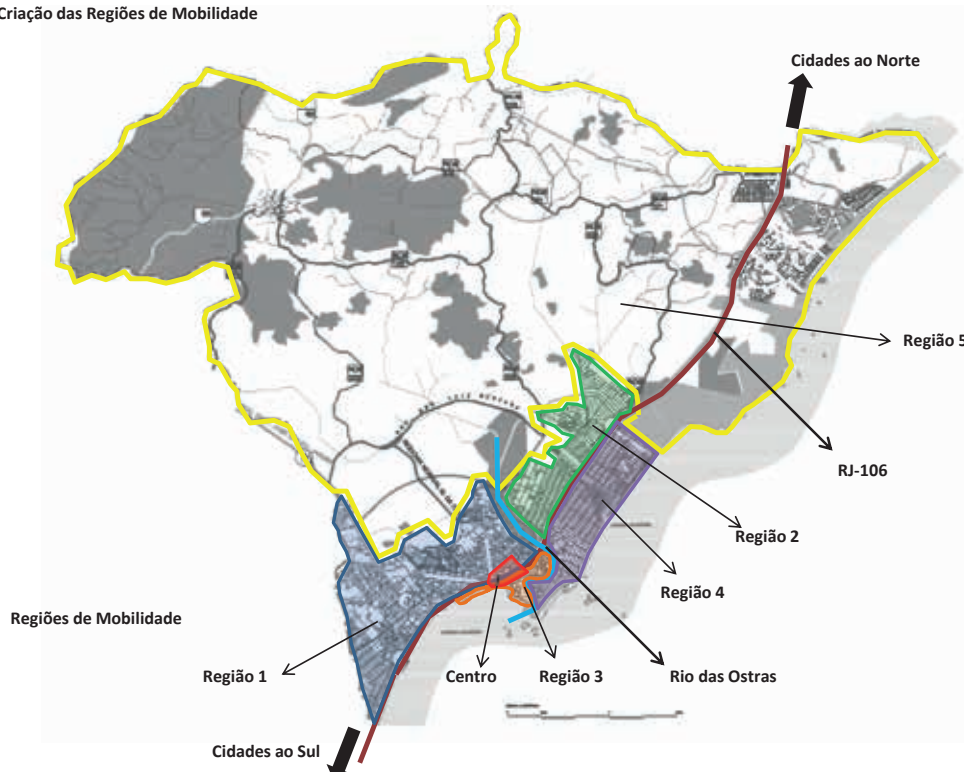 Criação das Regiões de Mobilidade
Cidades ao Norte
Região 5
RJ-106
Região 2
Região 4
Regiões de Mobilidade
Região 1
Centro
Região 3
Rio das Ostras
Cidades ao Sul